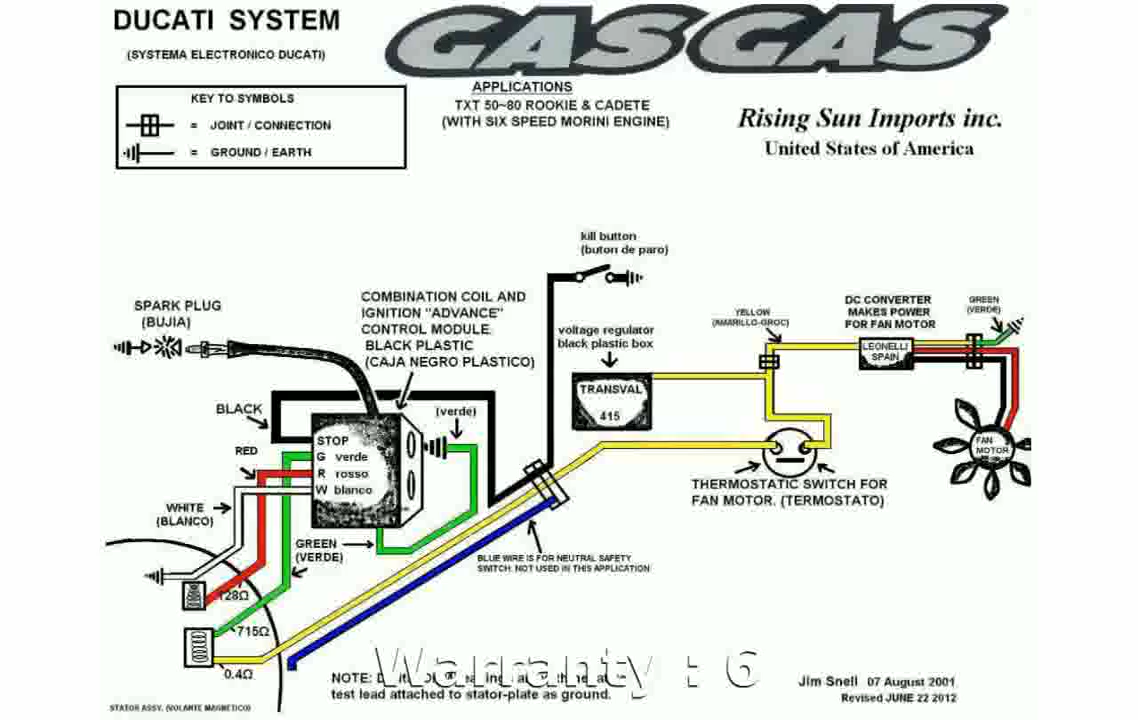 DUCATI SYSTEM
(SYSTEMA ELECTRONICO DUCATI)
GAS GAS
KEY TO SYMBOLS
= JOINT / CONNECTION
= GROUND / EARTH
APPLICATIONS
TXT 50~80 ROOKIE & CADETE
(WITH SIX SPEED MORINI ENGINE)
Rising Sun Imports inc.
United States of America
kill button
(buton de paro)
SPARK PLUG
(BUJIA)
COMBINATION COIL AND
IGNITION "ADVANCE"
CONTROL MODULE.
BLACK PLASTIC
(CAJA NEGRO PLASTICO)
voltage regulator
black plastic box
YELLOW
(AMARILLO-GROC)
DC CONVERTER
MAKES POWER
FOR FAN MOTOR
GREEN
(VERDE)
LEONELLI
SPAIN
TRANSVAL
415
BLACK
(verde)
STOP
G verde
R rosso
W blanco
RED
FAN
MOTOR
THERMOSTATIC SWITCH FOR
FAN MOTOR. (TERMOSTATO)
WHITE
(BLANCO)
GREEN
(VERDE)
BLUE WIRE IS FOR NEUTRAL SAFETY
SWITCH. NOT USED IN THIS APPLICATION
128Ω
715Ω
0.4Ω
Warranty : 6
NOTE:
test lead attached to stator-plate as ground.
Jim Snell 07 August 2001
Revised JUNE 22 2012
STATOR ASSY. (VOLANTE MAGNETICO)